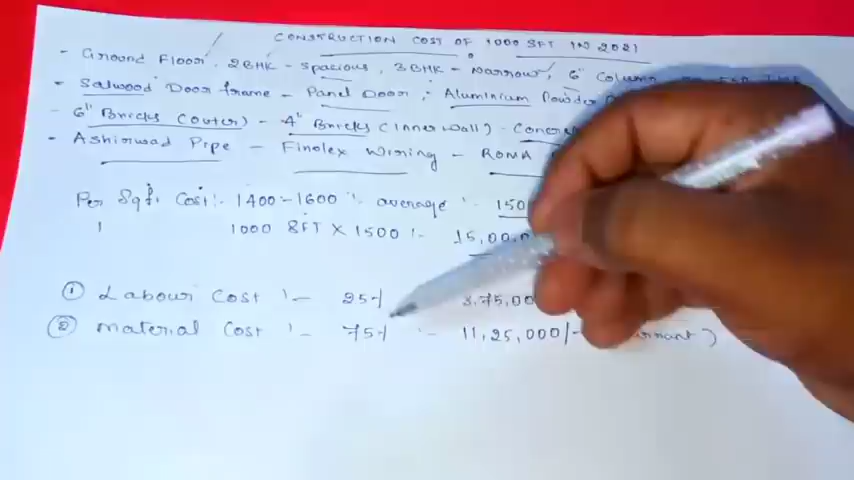 CONSTRUCTION COST OF 1000 SFT IN 2021
- Ground Floor, 2BHK - Spacious, 3BHK - Narrow, 6" Column
- Salwood Door frame - Panel Door, Aluminium Powder
- 6" Bricks (Outer) - 4" Bricks (Inner wall) - Concre
- Ashirwad Pipe - Finolex Wiring - ROMA
Per Sqft Cost :- 1400 - 1600 :- average :- 150
1000 SFT X 1500 :- 15,00,0
① Labour Cost :- 25% 3,75,00
② Material Cost :- 75% :- 11,25,000/-